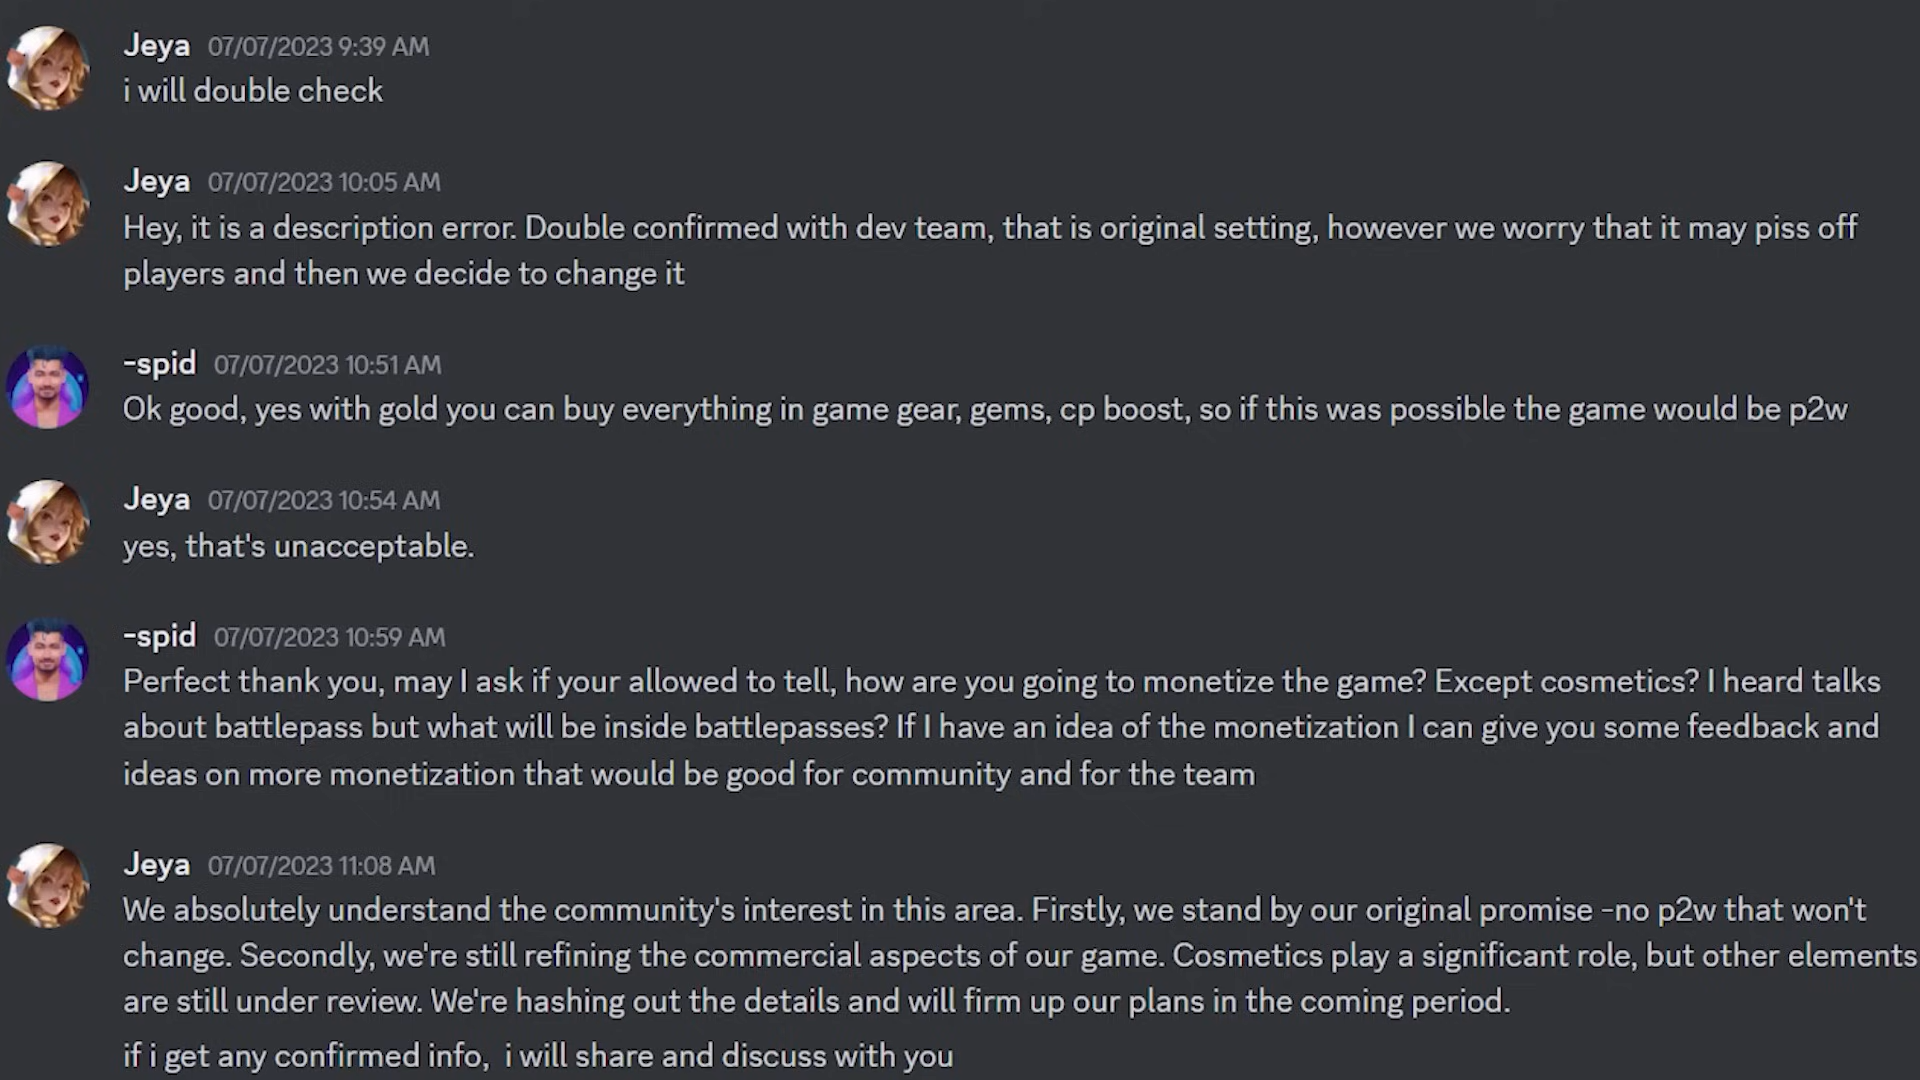 Jeya 07/07/2023 9:39 AM
i will double check
Jeya 07/07/2023 10:05 AM
Hey, it is a description error. Double confirmed with dev team, that is original setting, however we worry that it may piss off
players and then we decide to change it
-spid 07/07/2023 10:51 AM
Ok good, yes with gold you can buy everything in game gear, gems, cp boost, so if this was possible the game would be p2w
Jeya 07/07/2023 10:54 AM
yes, that's unacceptable.
-spid 07/07/2023 10:59 AM
Perfect thank you, may I ask if your allowed to tell, how are you going to monetize the game? Except cosmetics? I heard talks
about battlepass but what will be inside battlepasses? If I have an idea of the monetization I can give you some feedback and
ideas on more monetization that would be good for community and for the team
Jeya 07/07/2023 11:08 AM
We absolutely understand the community's interest in this area. Firstly, we stand by our original promise -no p2w that won't
change. Secondly, we're still refining the commercial aspects of our game. Cosmetics play a significant role, but other elements
are still under review. We're hashing out the details and will firm up our plans in the coming period.
if i get any confirmed info,  i will share and discuss with you